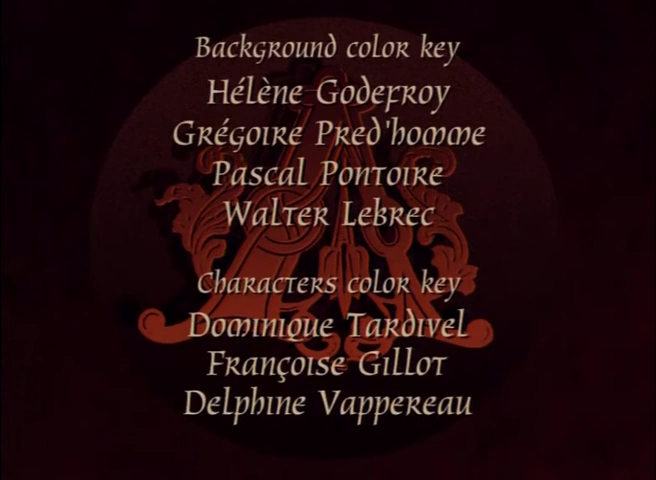 Background color key
Hélène Godefroy
Grégoire Pred'homme
Pascal Pontoire
Walter Lebrec
Characters color key
Dominique Tardivel
Françoise Gillot
Delphine Vappereau